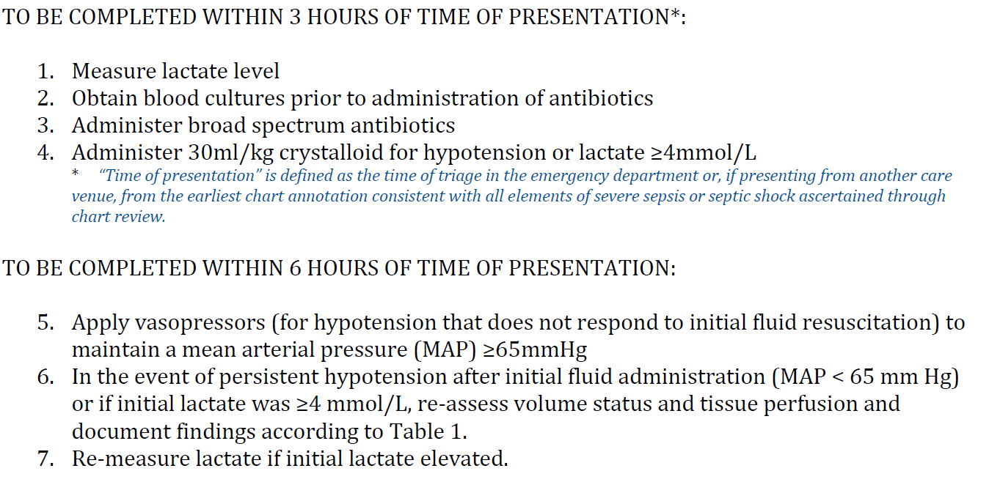 TO BE COMPLETED WITHIN 3 HOURS OF TIME OF PRESENTATION*:
1. Measure lactate level
2. Obtain blood cultures prior to administration of antibiotics
3. Administer broad spectrum antibiotics
4. Administer 30ml/kg crystalloid for hypotension or lactate ≥4mmol/L
* “Time of presentation” is defined as the time of triage in the emergency department or, if presenting from another care
venue, from the earliest chart annotation consistent with all elements of severe sepsis or septic shock ascertained through
chart review.
TO BE COMPLETED WITHIN 6 HOURS OF TIME OF PRESENTATION:
5. Apply vasopressors (for hypotension that does not respond to initial fluid resuscitation) to
maintain a mean arterial pressure (MAP) ≥65mmHg
6. In the event of persistent hypotension after initial fluid administration (MAP < 65 mm Hg)
or if initial lactate was ≥4 mmol/L, re-assess volume status and tissue perfusion and
document findings according to Table 1.
7. Re-measure lactate if initial lactate elevated.